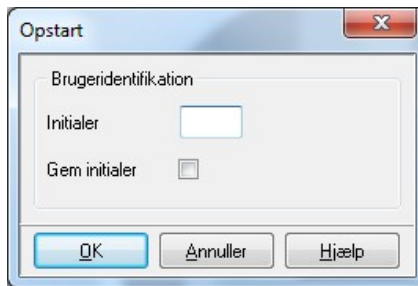 Opstart
Brugeridentifikation
Initialer
Gem initialer
OK Annuller Hjælp